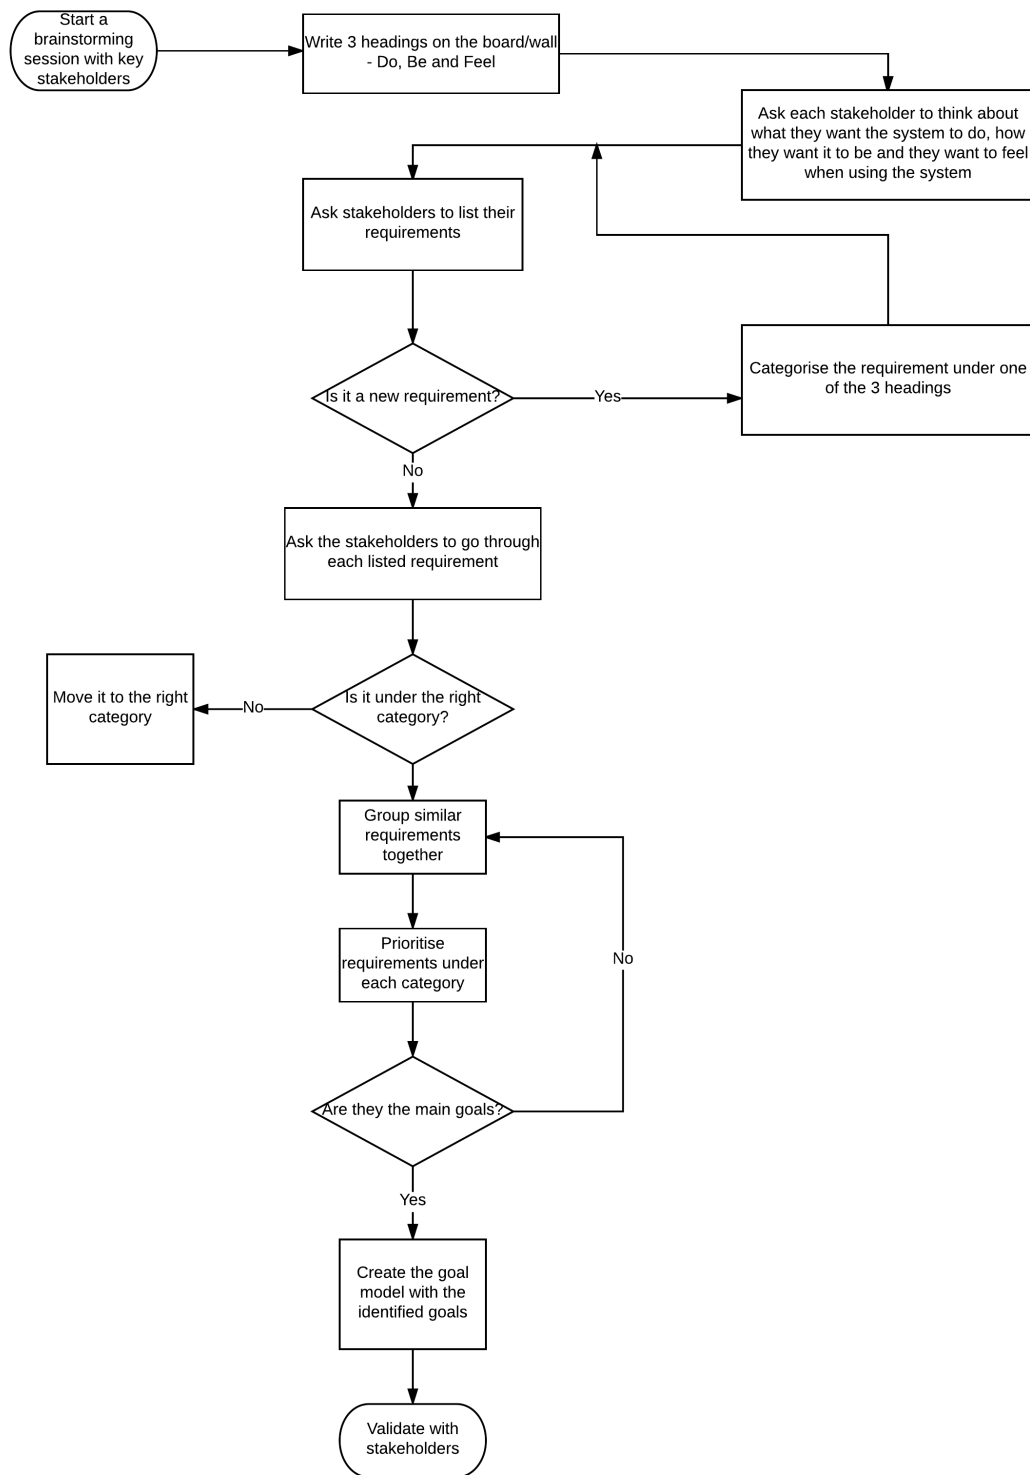 Start a
brainstorming
session with key
stakeholders
Write 3 headings on the board/wall
- Do, Be and Feel
Ask each stakeholder to think about
what they want the system to do, how
they want it to be and they want to feel
when using the system
Ask stakeholders to list their
requirements
Is it a new requirement?
Yes
Categorise the requirement under one
of the 3 headings
No
Ask the stakeholders to go through
each listed requirement
Is it under the right
category?
No
Move it to the right
category
Group similar
requirements
together
Prioritise
requirements under
each category
No
Are they the main goals?
Yes
Create the goal
model with the
identified goals
Validate with
stakeholders